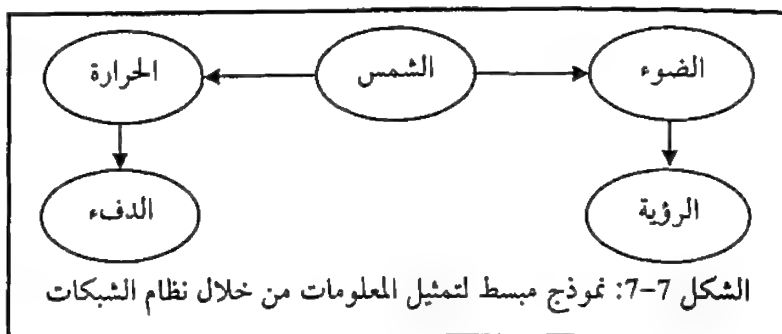 الضوء الشمس الحرارة
الرؤية الدفء
الشكل 7-7: نموذج مبسط لتمثيل المعلومات من خلال نظام الشبكات